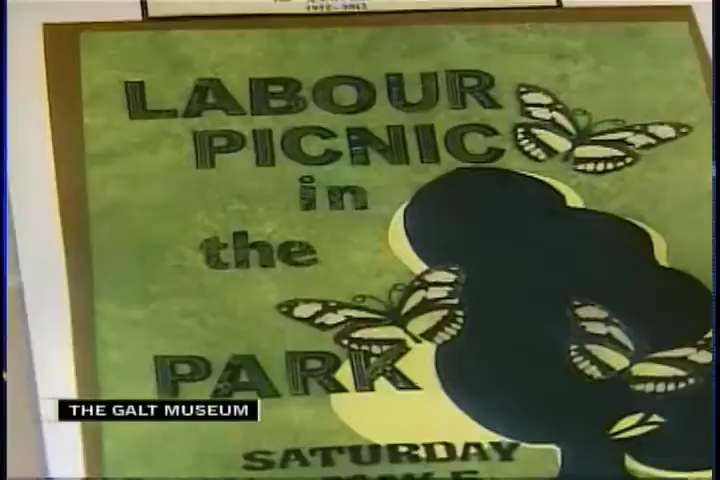 LABOUR
PICNIC
in
the
PARK
THE GALT MUSEUM
SATURDAY